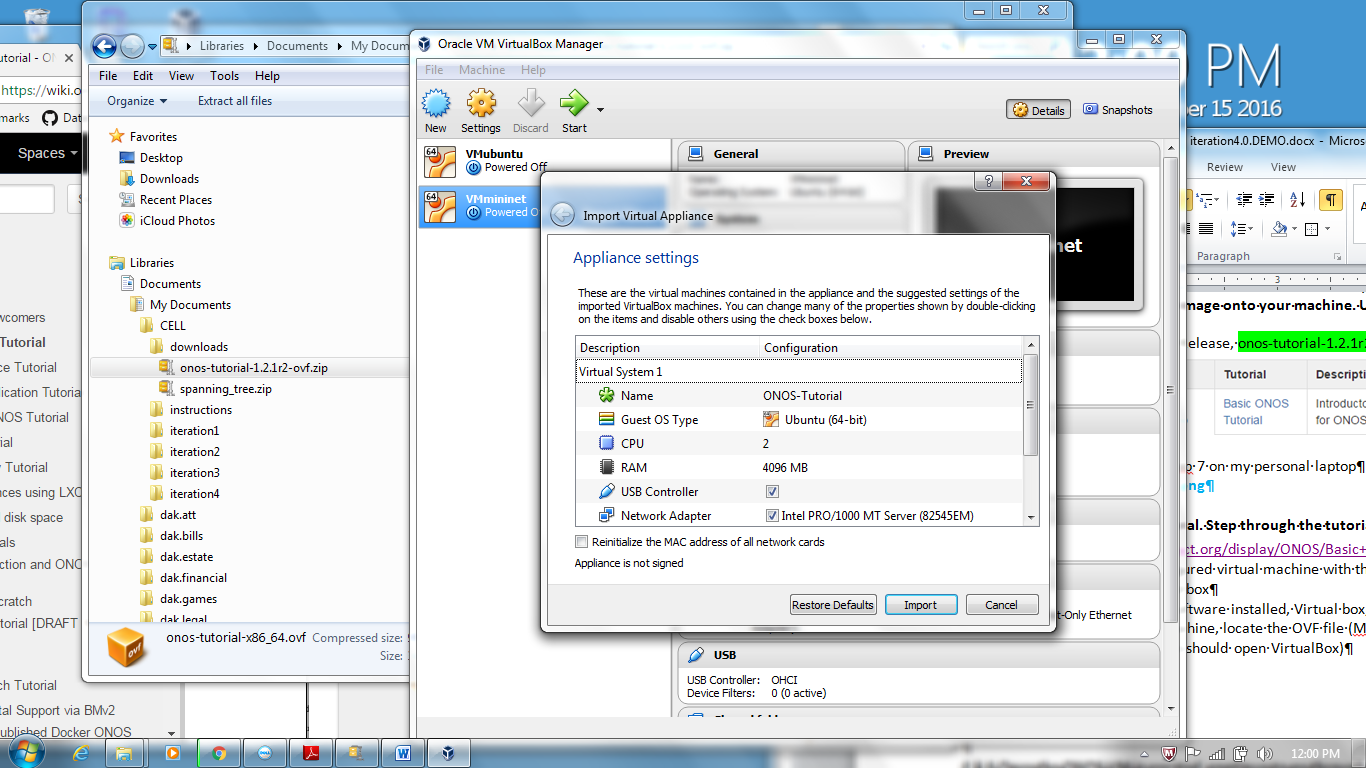 PM
er 15 2016
utorial - O
https://wiki.o
marks
Dat
Spaces
S
wcomers
Tutorial
ce Tutorial
lication Tutorial
NOS Tutorial
rial
y Tutorial
nces using LXC
l disk space
als
ction and ONO
cratch
torial [DRAFT
ch Tutorial
tal Support via BMv2
ublished Docker ONOS
Libraries
Documents
My Docum
File Edit View Tools Help
Organize Extract all files
Favorites
Desktop
Downloads
Recent Places
iCloud Photos
Libraries
Documents
My Documents
CELL
downloads
onos-tutorial-1.2.1r2-ovf.zip
spanning_tree.zip
instructions
iteration1
iteration2
iteration3
iteration4
dak.att
dak.bills
dak.estate
dak.financial
dak.games
dak.legal
onos-tutorial-x86_64.ovf Compressed size:
Size:
Oracle VM VirtualBox Manager
File Machine Help
New Settings Discard Start
Details Snapshots
64 VMubuntu
Powered Off
64 VMmininet
Powered O
General
Preview
net
Import Virtual Appliance
Appliance settings
These are the virtual machines contained in the appliance and the suggested settings of the
imported VirtualBox machines. You can change many of the properties shown by double-clicking
on the items and disable others using the check boxes below.
Description Configuration
Virtual System 1
Name ONOS-Tutorial
Guest OS Type Ubuntu (64-bit)
CPU 2
RAM 4096 MB
USB Controller
Network Adapter Intel PRO/1000 MT Server (82545EM)
Reinitialize the MAC address of all network cards
Appliance is not signed
Restore Defaults Import Cancel
t-Only Ethernet
USB
USB Controller: OHCI
Device Filters: 0 (0 active)
iteration4.0.DEMO.docx - Micros
Review View
Paragraph
3
mage·onto·your·machine.·U
elease,·onos-tutorial-1.2.1r2
Tutorial Descripti
Basic ONOS
Tutorial
Introducto
for ONOS
p·7·on·my·personal·laptop¶
ng¶
al.·Step·through·the·tutori
ct.org/display/ONOS/Basic+
ured·virtual·machine·with·th
box¶
ftware·installed,·Virtual·box
hine,·locate·the·OVF·file·(M
should·open·VirtualBox)¶
W
12:00 PM